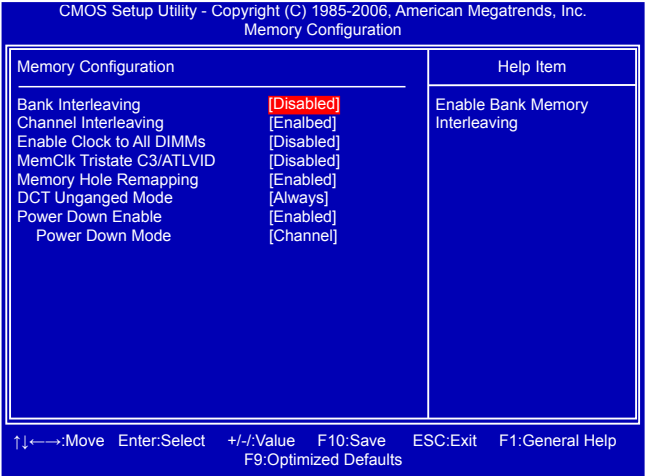 CMOS Setup Utility - Copyright (C) 1985-2006, American Megatrends, Inc.
Memory Configuration
Memory Configuration
Help Item
Bank Interleaving [Disabled]
Channel Interleaving [Enalbed]
Enable Clock to All DIMMs [Disabled]
MemClk Tristate C3/ATLVID [Disabled]
Memory Hole Remapping [Enabled]
DCT Unganged Mode [Always]
Power Down Enable [Enabled]
Power Down Mode [Channel]
Enable Bank Memory
Interleaving
↑↓←→:Move Enter:Select +/-/:Value F10:Save ESC:Exit F1:General Help
F9:Optimized Defaults